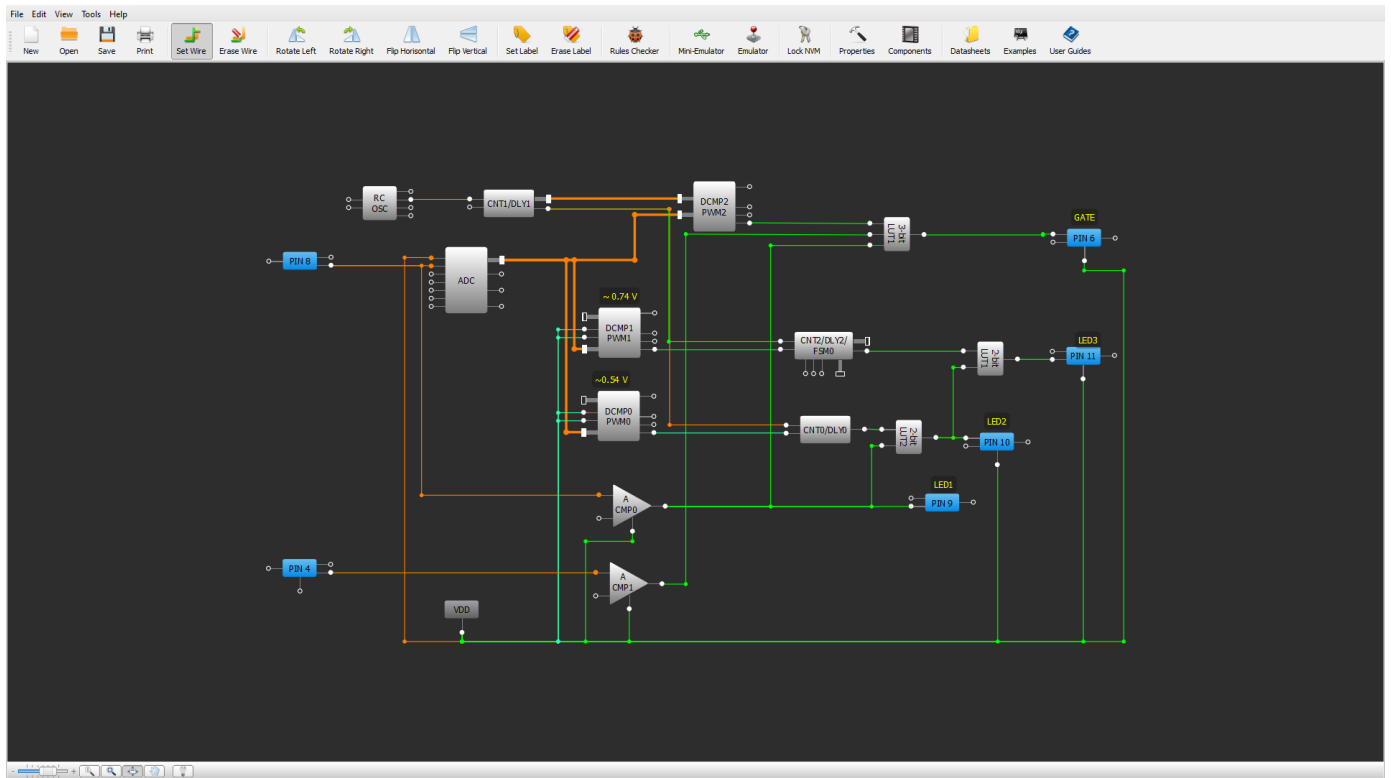 File Edit View Tools Help
New Open Save Print Set Wire Erase Wire Rotate Left Rotate Right Flip Horisontal Flip Vertical Set Label Erase Label Rules Checker Mini-Emulator Emulator Lock NVM Properties Components Datasheets Examples User Guides
RC
OSC
CNT1/DLY1
DCMP2
PWM2
3-bit
LUT1
GATE
PIN 6
PIN 8
ADC
~ 0.74 V
DCMP1
PWM1
CNT2/DLY2/
FSM0
2-bit
LUT1
LED3
PIN 11
~0.54 V
DCMP0
PWM0
CNT0/DLY0
2-bit
LUT2
LED2
PIN 10
A
CMP0
LED1
PIN 9
PIN 4
A
CMP1
VDD
- +